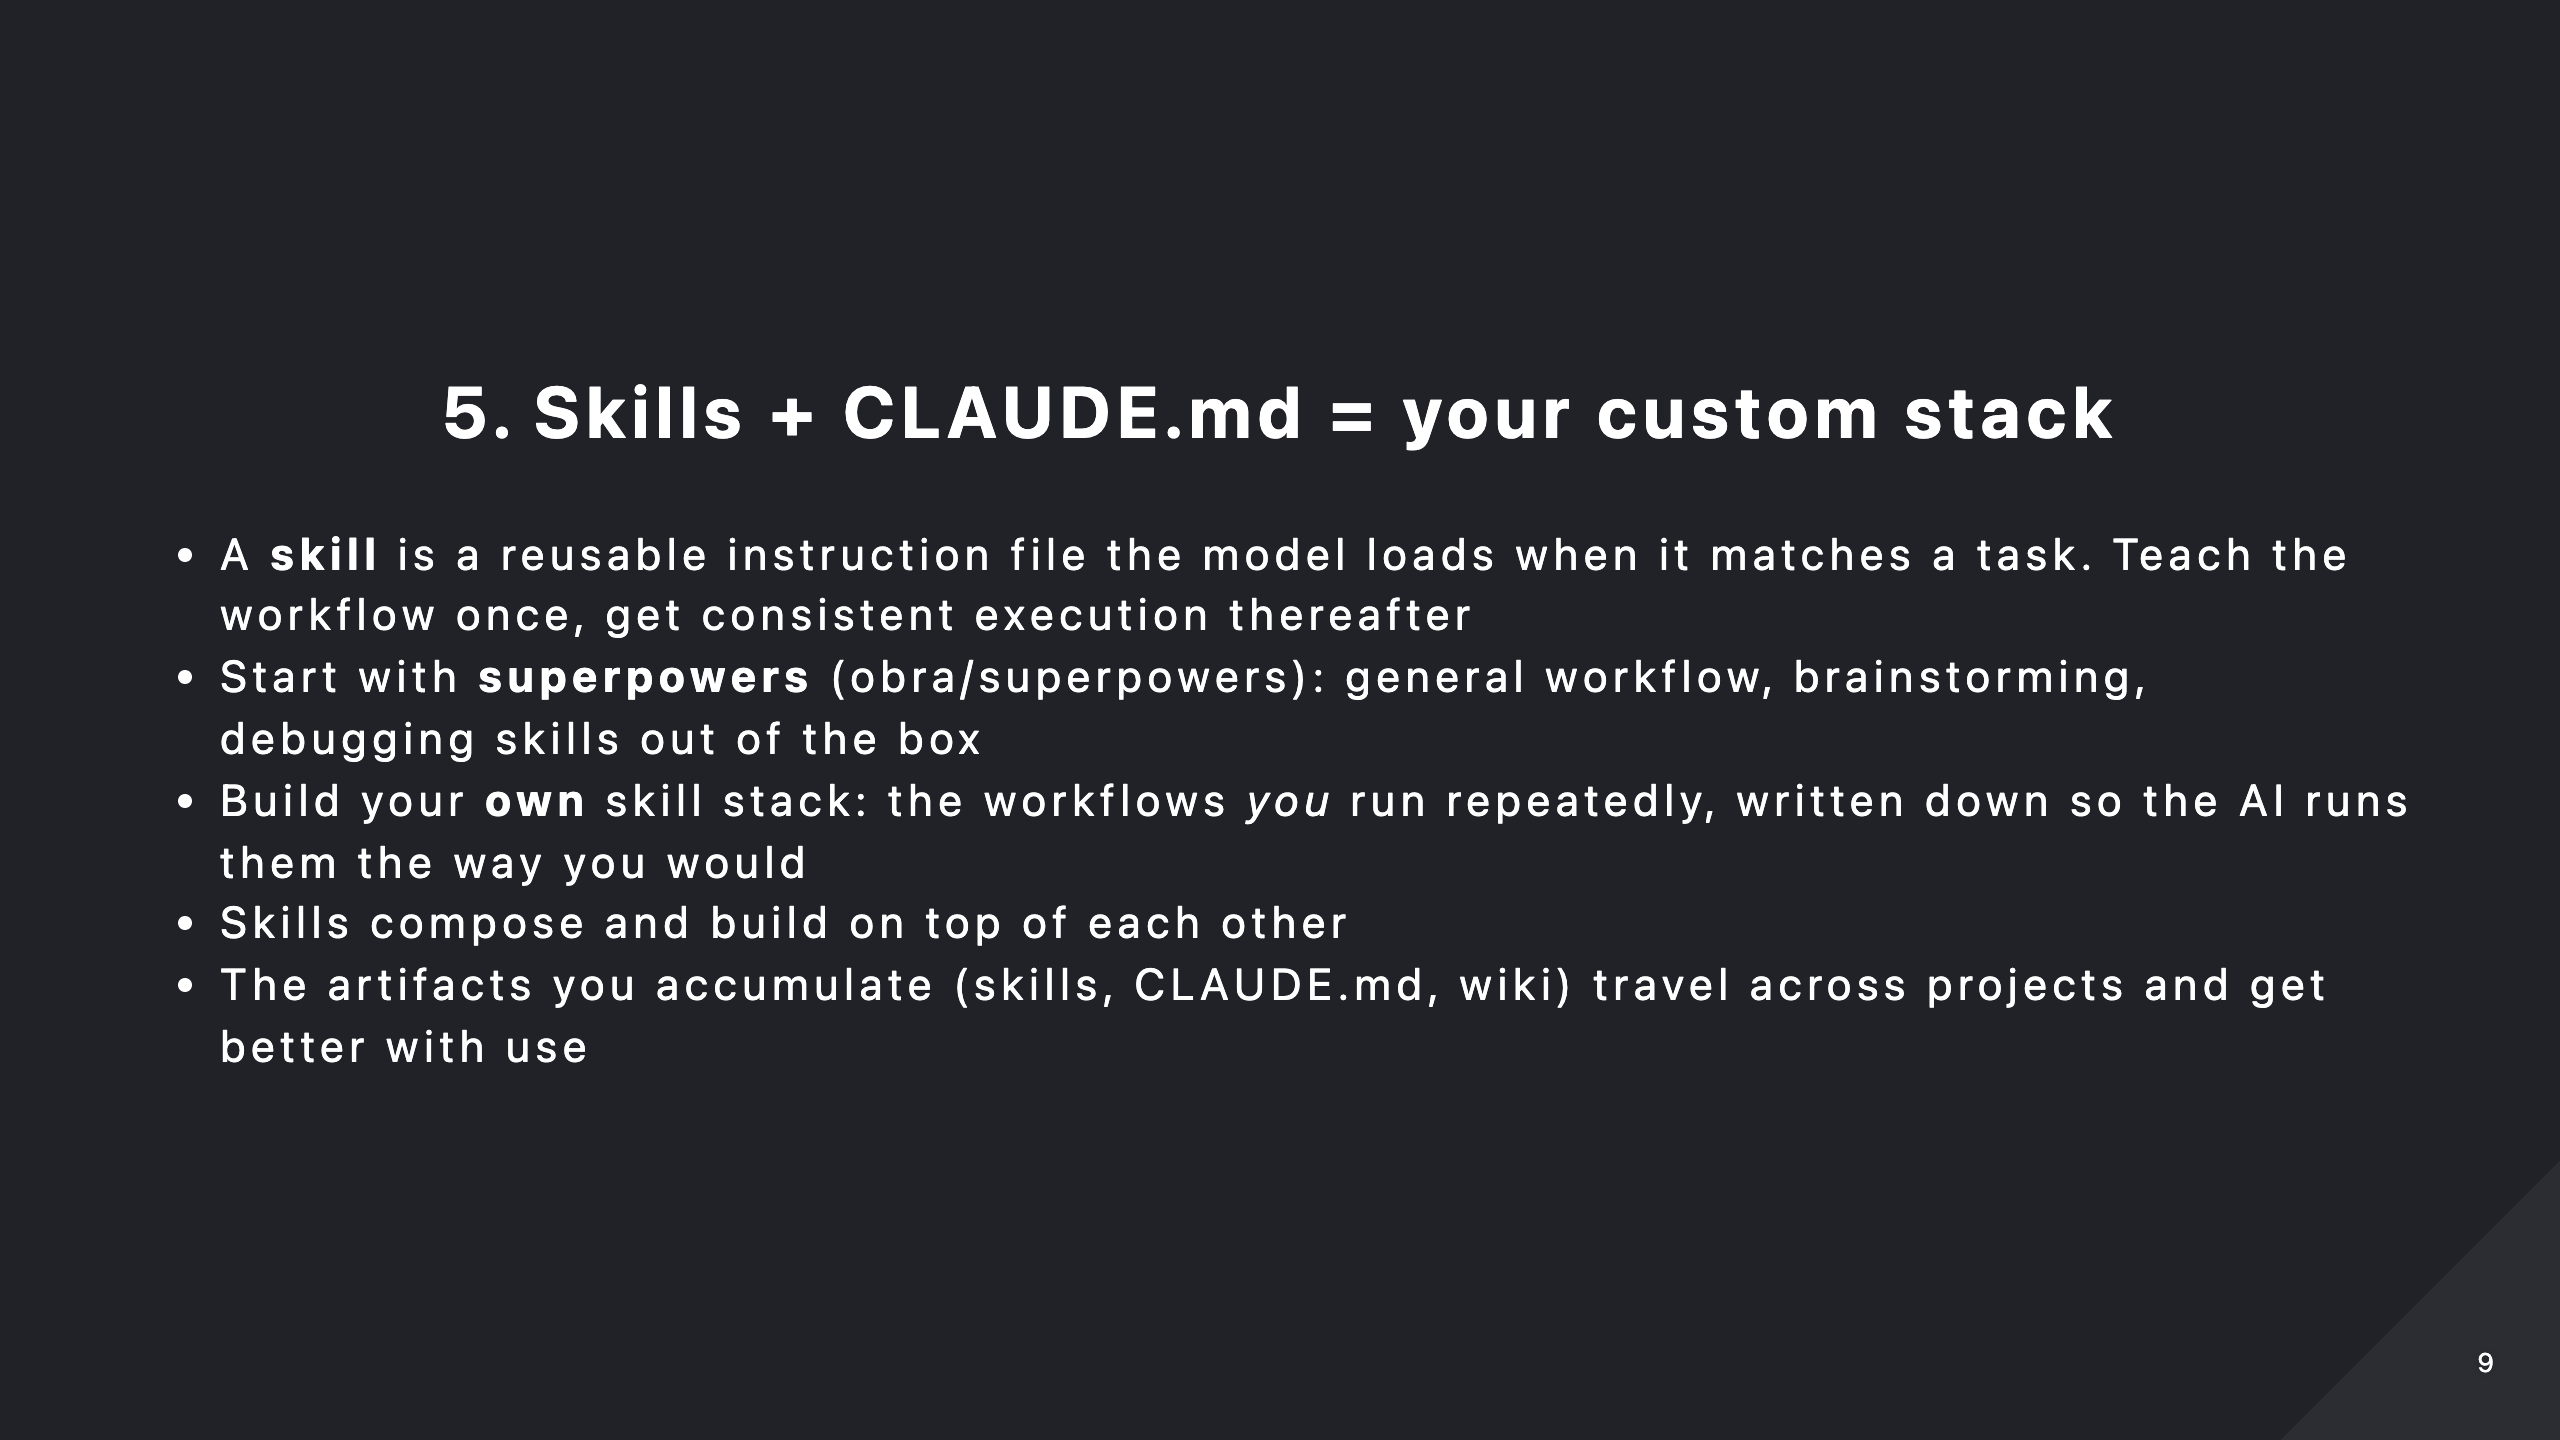 5. Skills + CLAUDE.md = your custom stack
• A skill is a reusable instruction file the model loads when it matches a task. Teach the
workflow once, get consistent execution thereafter
• Start with superpowers (obra/superpowers): general workflow, brainstorming,
debugging skills out of the box
• Build your own skill stack: the workflows you run repeatedly, written down so the AI runs
them the way you would
• Skills compose and build on top of each other
• The artifacts you accumulate (skills, CLAUDE.md, wiki) travel across projects and get
better with use
9